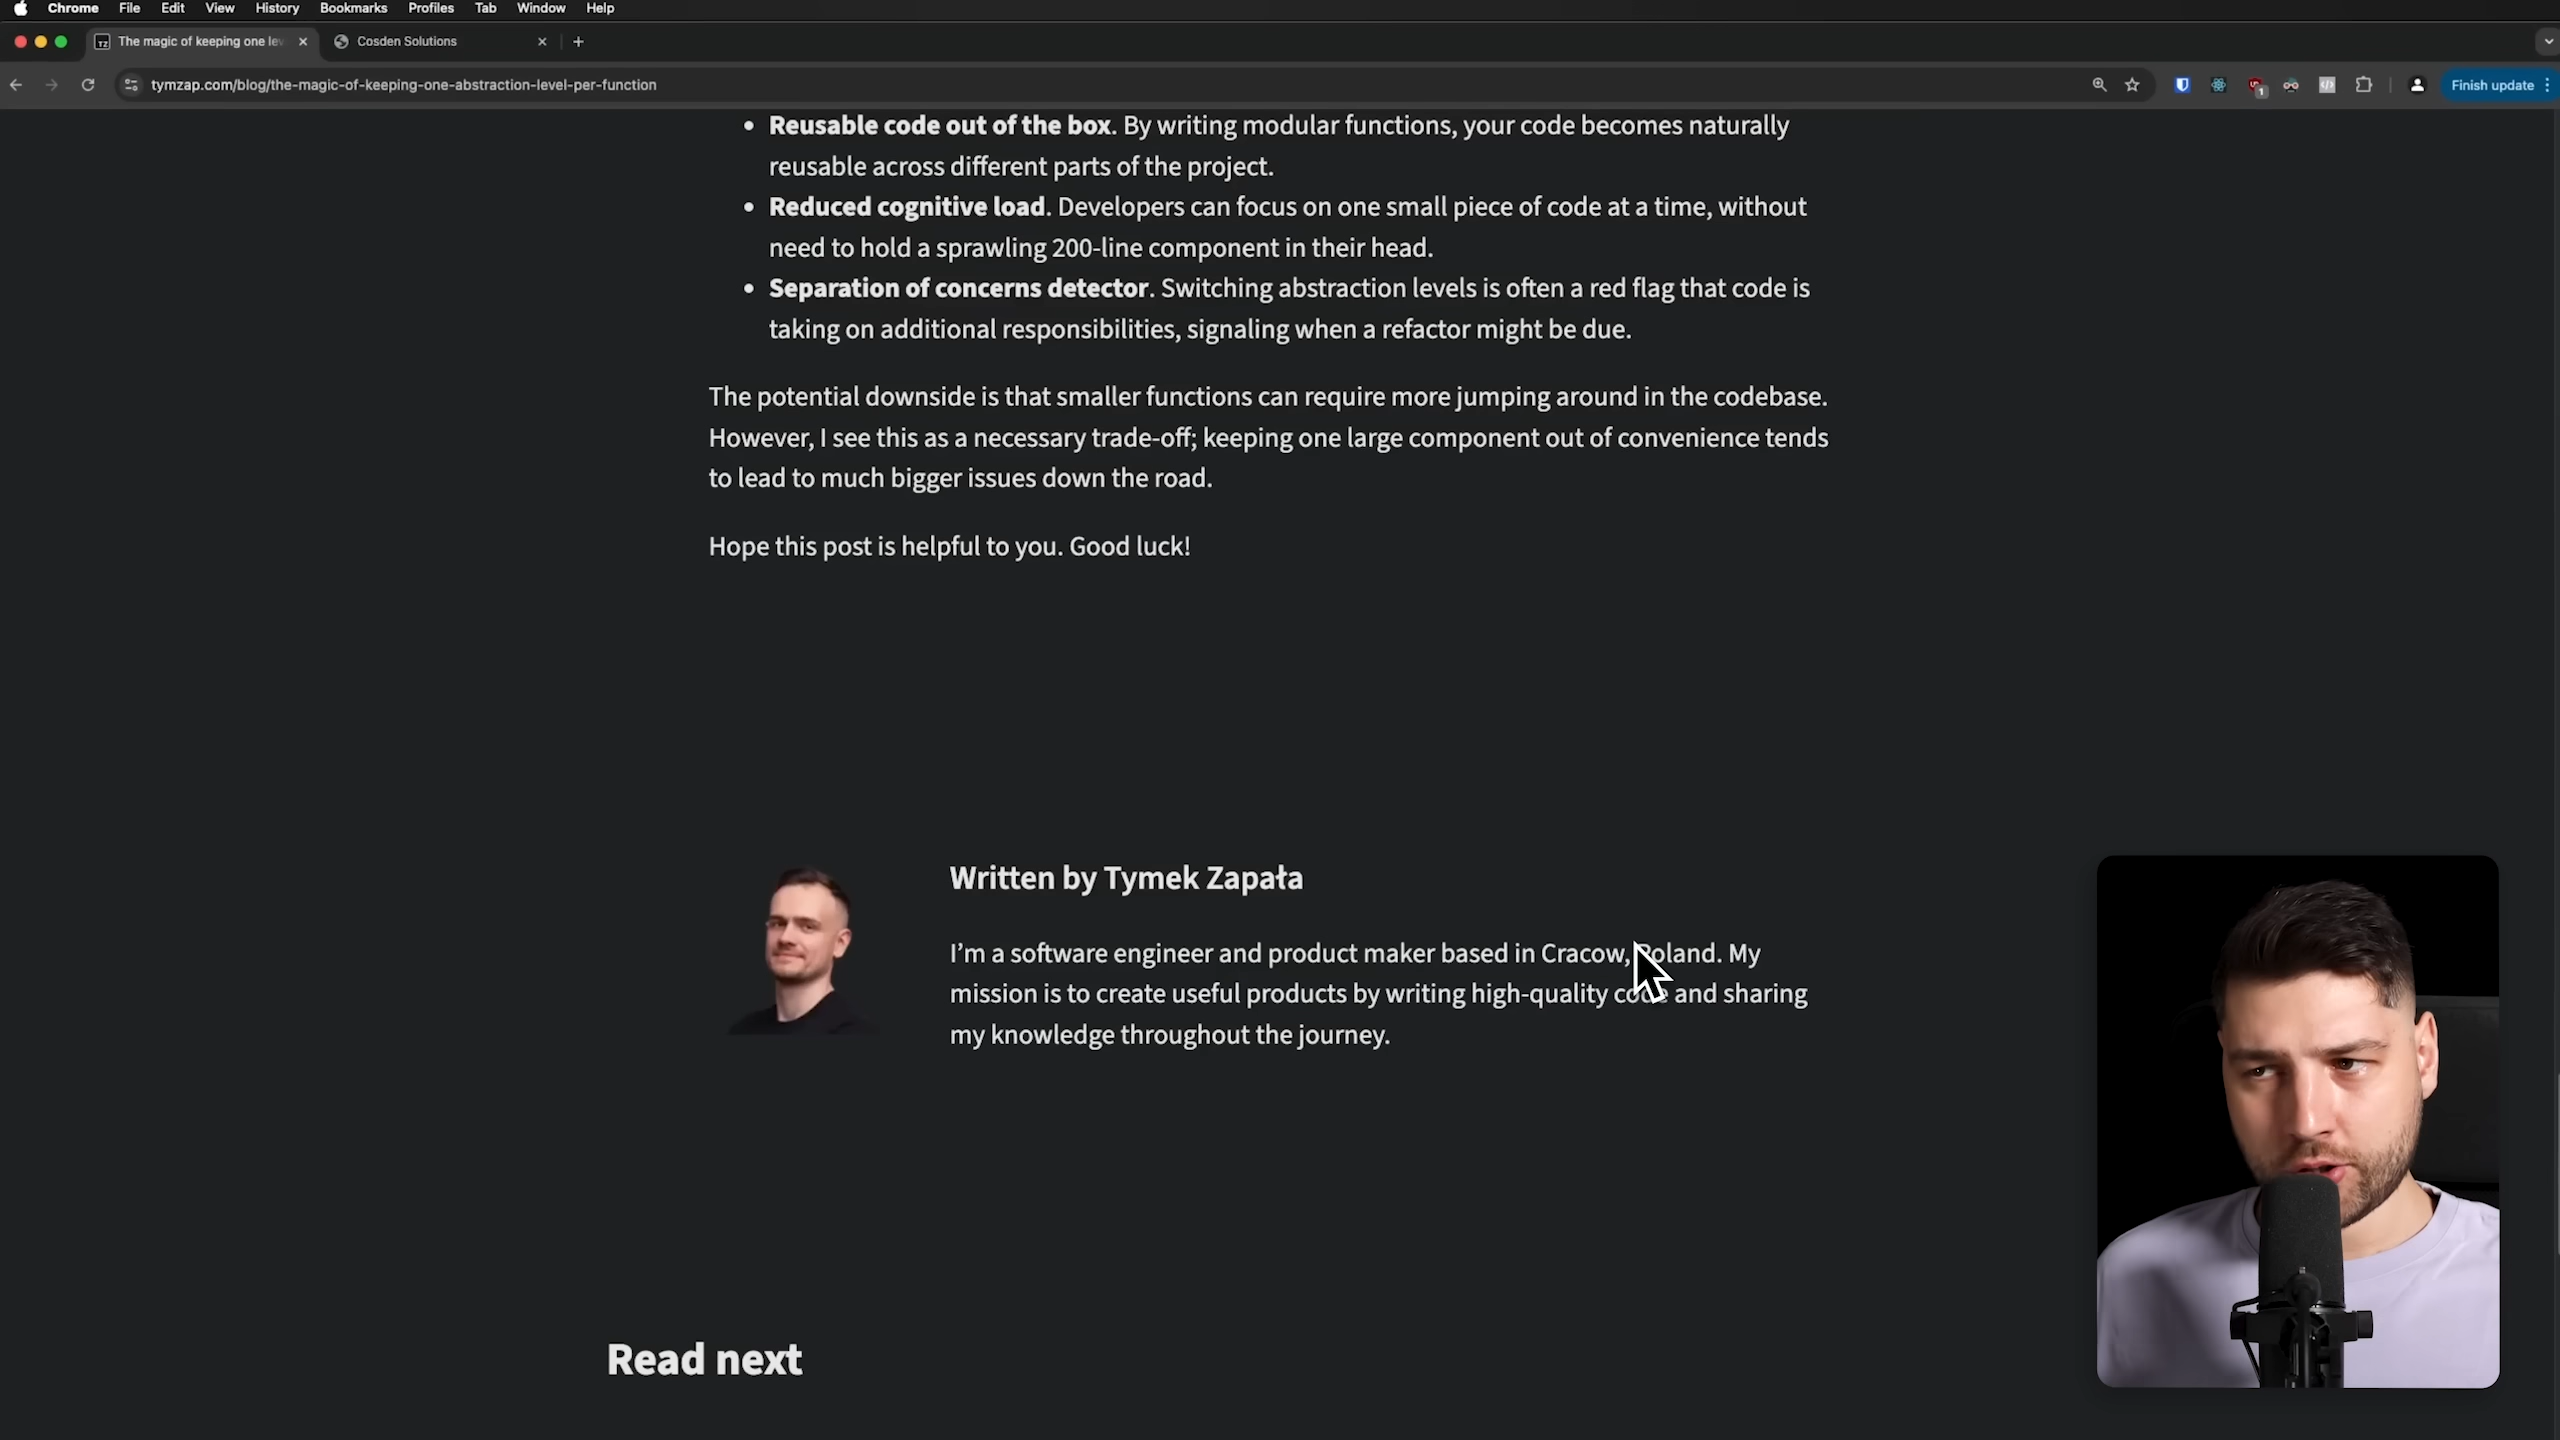 Chrome File Edit View History Bookmarks Profiles Tab Window Help
The magic of keeping one lev
Cosden Solutions
tymzap.com/blog/the-magic-of-keeping-one-abstraction-level-per-function
Finish update
1
• Reusable code out of the box. By writing modular functions, your code becomes naturally
reusable across different parts of the project.
• Reduced cognitive load. Developers can focus on one small piece of code at a time, without
need to hold a sprawling 200-line component in their head.
• Separation of concerns detector. Switching abstraction levels is often a red flag that code is
taking on additional responsibilities, signaling when a refactor might be due.
The potential downside is that smaller functions can require more jumping around in the codebase.
However, I see this as a necessary trade-off; keeping one large component out of convenience tends
to lead to much bigger issues down the road.
Hope this post is helpful to you. Good luck!
Written by Tymek Zapała
I’m a software engineer and product maker based in Cracow, Poland. My
mission is to create useful products by writing high-quality code and sharing
my knowledge throughout the journey.
Read next